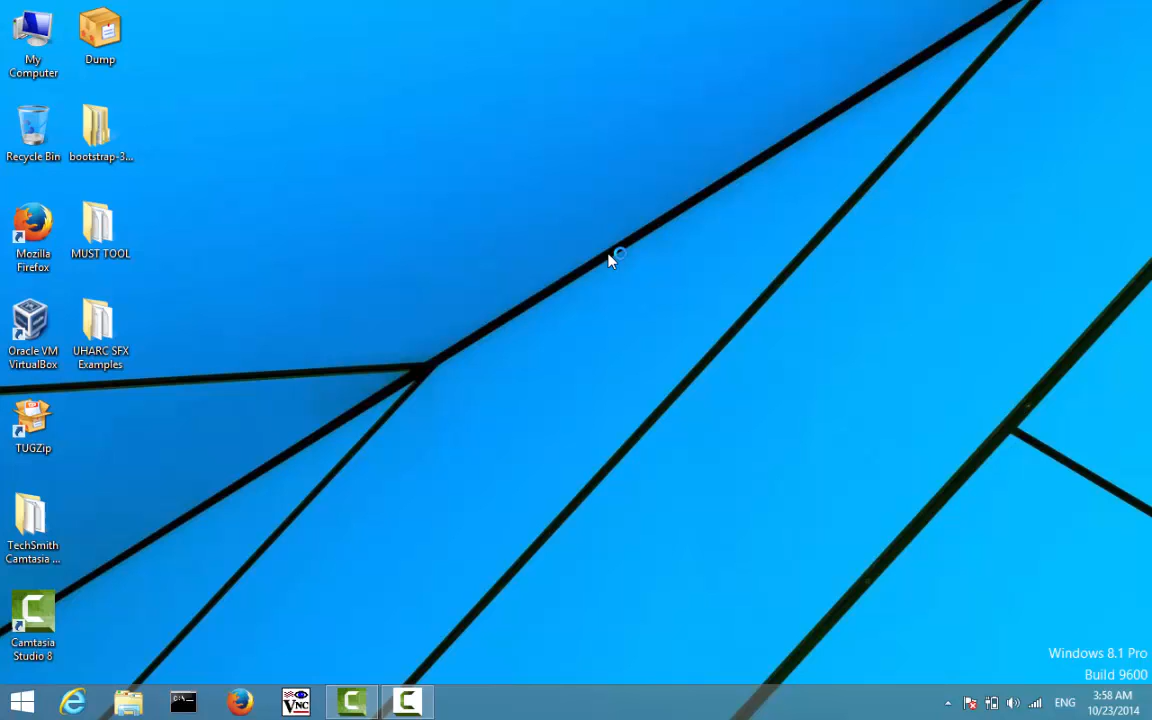 My
Computer
Dump
Recycle Bin
bootstrap-3...
Mozilla
Firefox
MUST TOOL
Oracle VM
VirtualBox
UHARC SFX
Examples
TUGZip
TechSmith
Camtasia ...
Camtasia
Studio 8
Windows 8.1 Pro
Build 9600
C:\_
VNC
ENG
3:58 AM
10/23/2014